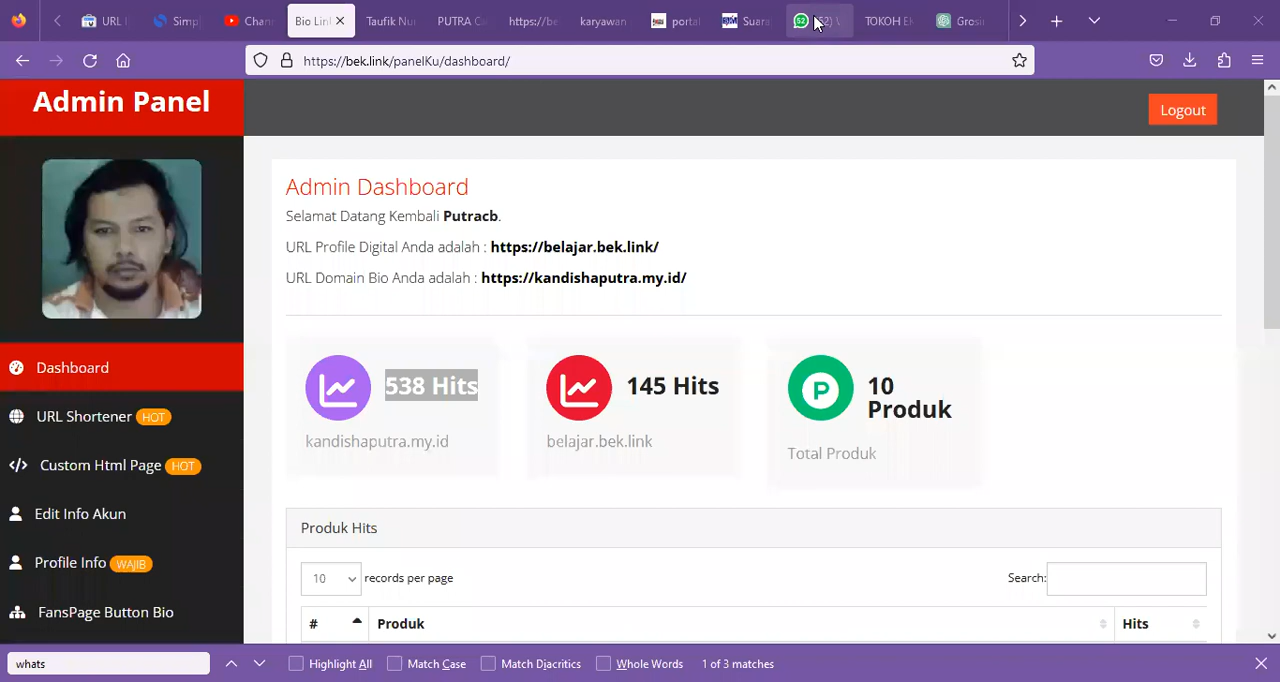 URL
Simp
Chan
Bio Lin
Taufik Nu
PUTRA C
https://be
karyawan
portal
Suara
52
TOKOH E
Grosi
https://bek.link/panelKu/dashboard/
Admin Panel
Logout
Admin Dashboard
Selamat Datang Kembali Putracb.
URL Profile Digital Anda adalah : https://belajar.bek.link/
URL Domain Bio Anda adalah : https://kandishaputra.my.id/
538 Hits
kandishaputra.my.id
145 Hits
belajar.bek.link
10
Produk
Total Produk
Dashboard
URL Shortener HOT
Custom Html Page HOT
Edit Info Akun
Profile Info WAJIB
FansPage Button Bio
Produk Hits
10 records per page
Search:
# Produk Hits
whats
Highlight All
Match Case
Match Diacritics
Whole Words
1 of 3 matches